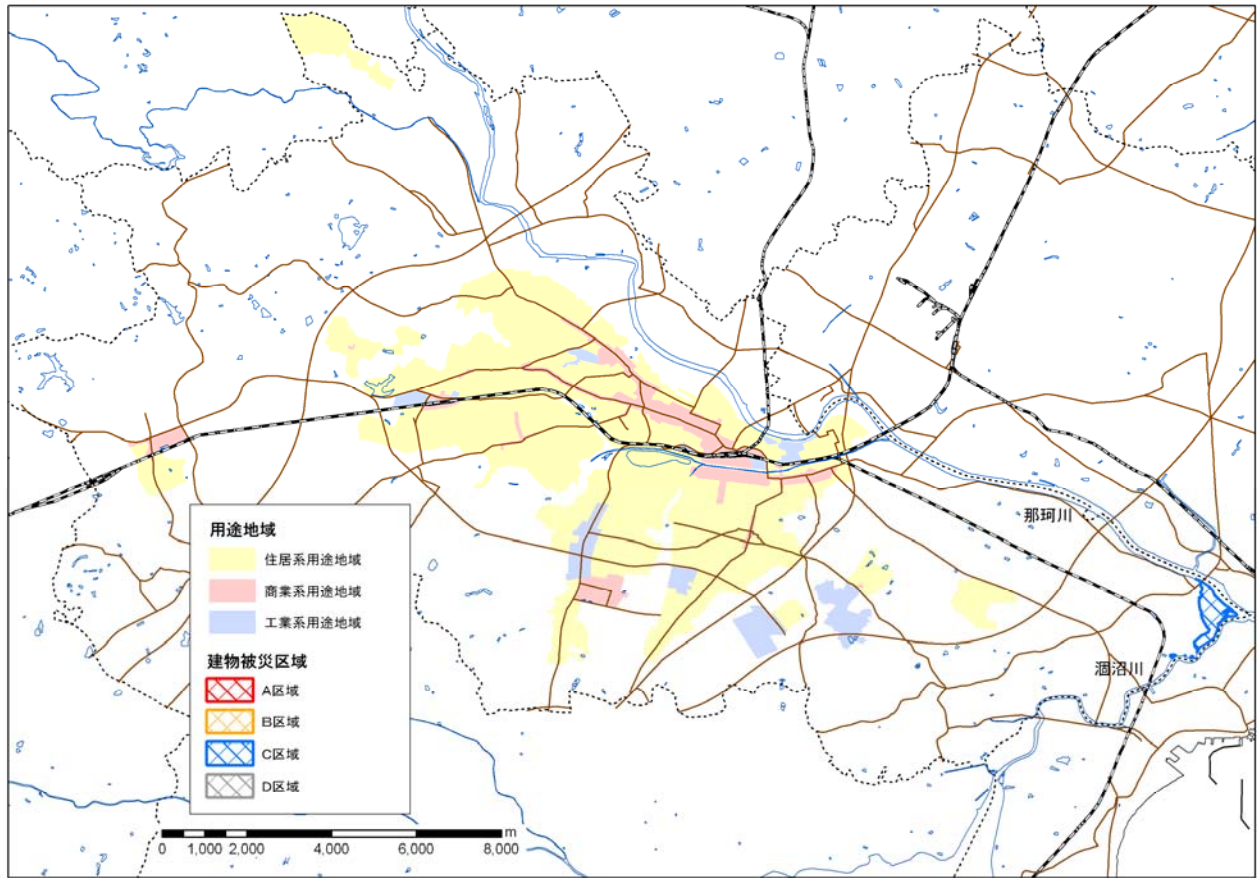 那珂川
涸沼川
用途地域
住居系用途地域
商業系用途地域
工業系用途地域
建物被災区域
A区域
B区域
C区域
D区域
m
0 1,000 2,000 4,000 6,000 8,000